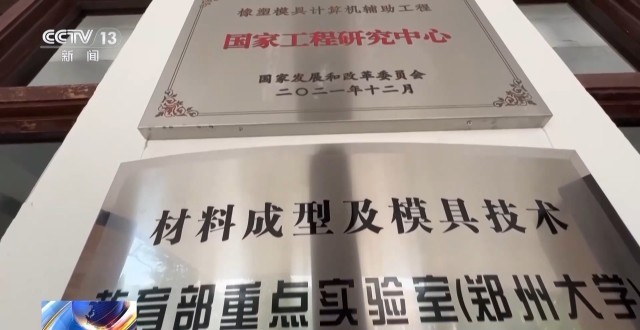 CCTV 13
新闻
橡塑模具计算机辅助工程
国家工程研究中心
国家发展和改革委员会
二〇二一年十二月
材料成型及模具技术
教育部重点实验室(郑州大学)